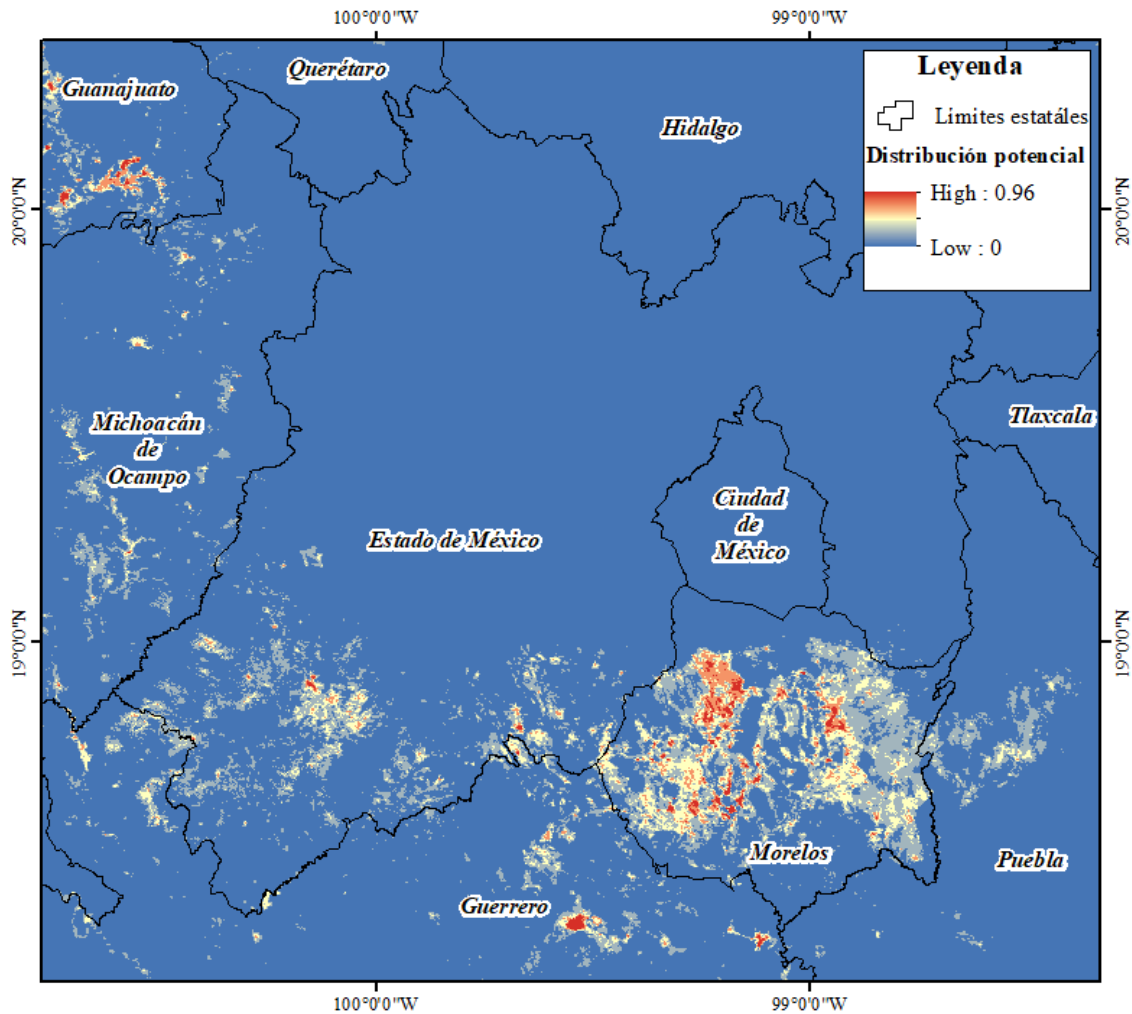 100°0'0"W
99°0'0"W
Guanajuato
Querétaro
Hidalgo
Leyenda
Límites estatáles
Distribución potencial
High : 0.96
Low : 0
20°0'0"N
20°0'0"N
Michoacán
de
Ocampo
Tlaxcala
Ciudad
de
México
Estado de México
19°0'0"N
19°0'0"N
Morelos
Puebla
Guerrero
100°0'0"W
99°0'0"W